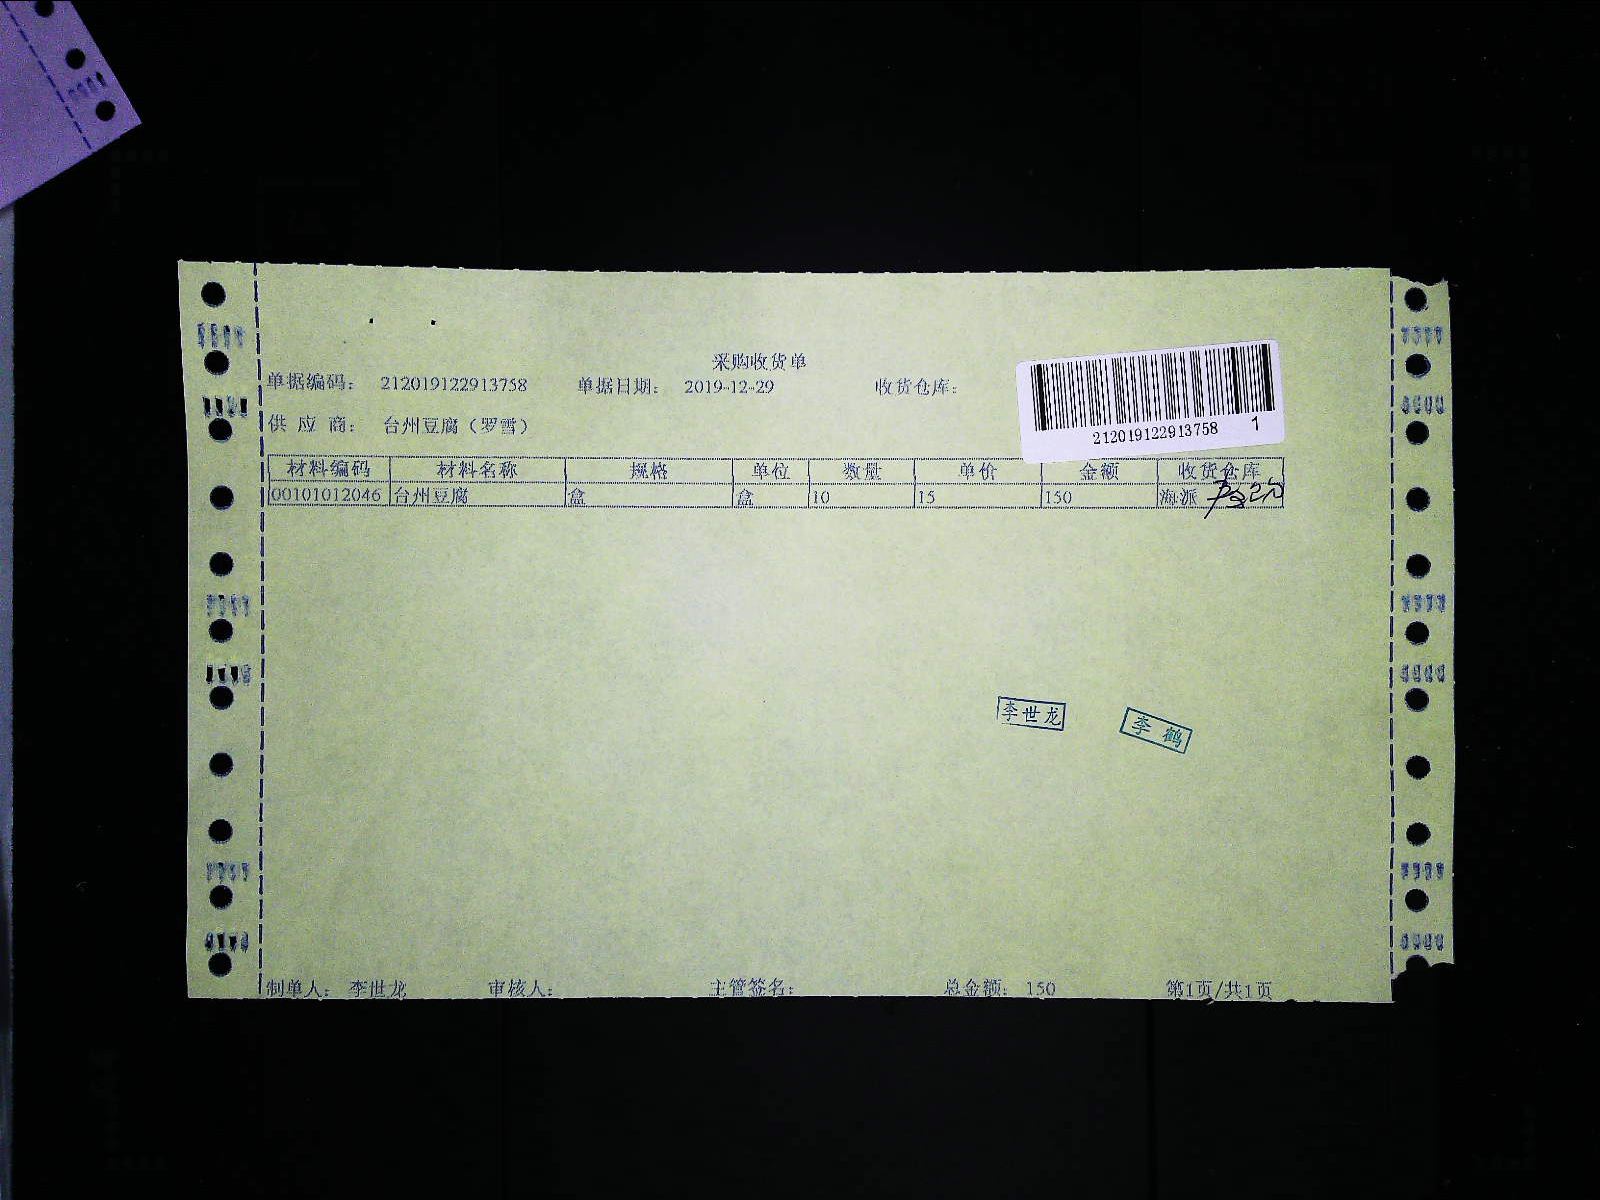 采购收货单
单据编码： 212019122913758 单据日期： 2019-12-29 收货仓库：
212019122913758 1
供 应 商： 台州豆腐（罗雪）
材料编码 材料名称 规格 单位 数量 单价 金额 收货仓库
00101012046 台州豆腐 盒 盒 10 15 150 海派
李世龙
李鹤
制单人： 李世龙 审核人： 主管签名： 总金额： 150 第1页/共1页